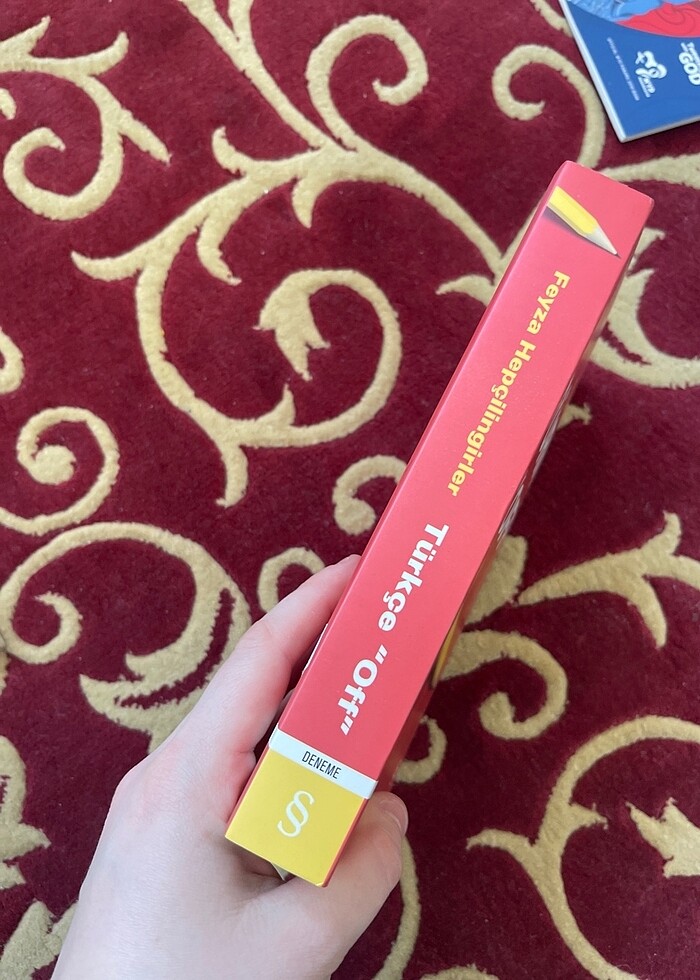 Feyza Hepçilingirler
Türkçe "Off"
DENEME